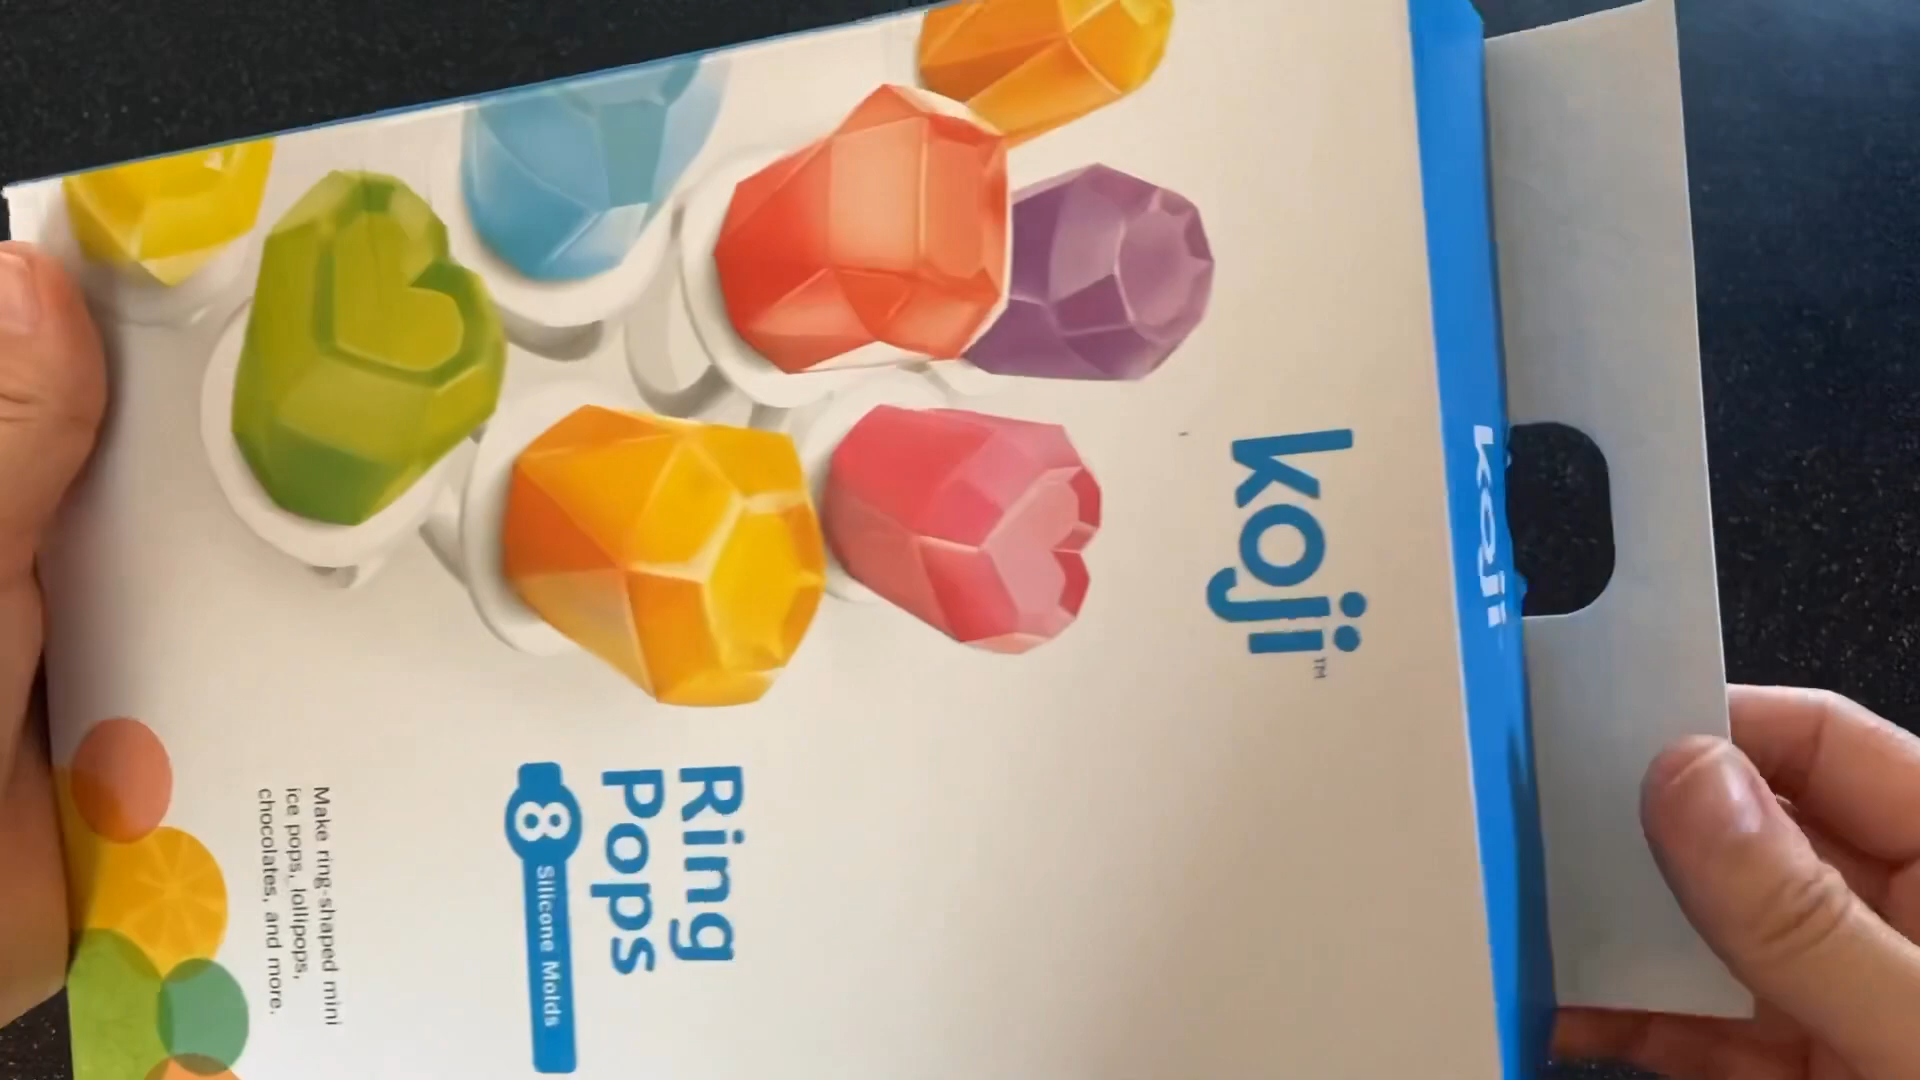 koji™
koji
Ring
Pops
8 Silicone Molds
Make ring-shaped mini
ice pops, lollipops,
chocolates, and more.